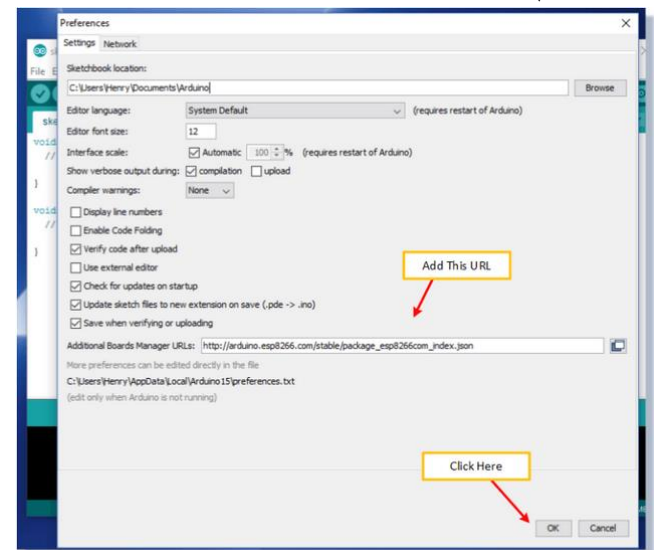 Preferences
Settings Network
File E
Sketchbook location:
C:\Users\Henry\Documents\Arduino
Browse
Editor language: System Default (requires restart of Arduino)
ske
Editor font size: 12
void
Interface scale: Automatic 100 % (requires restart of Arduino)
//
Show verbose output during: compilation upload
}
Compiler warnings: None
void
Display line numbers
//
Enable Code Folding
}
Verify code after upload
Add This URL
Use external editor
Check for updates on startup
Update sketch files to new extension on save (.pde -> .ino)
Save when verifying or uploading
Additional Boards Manager URLs: http://arduino.esp8266.com/stable/package_esp8266com_index.json
More preferences can be edited directly in the file
C:\Users\Henry\AppData\Local\Arduino15\preferences.txt
(edit only when Arduino is not running)
Click Here
OK Cancel